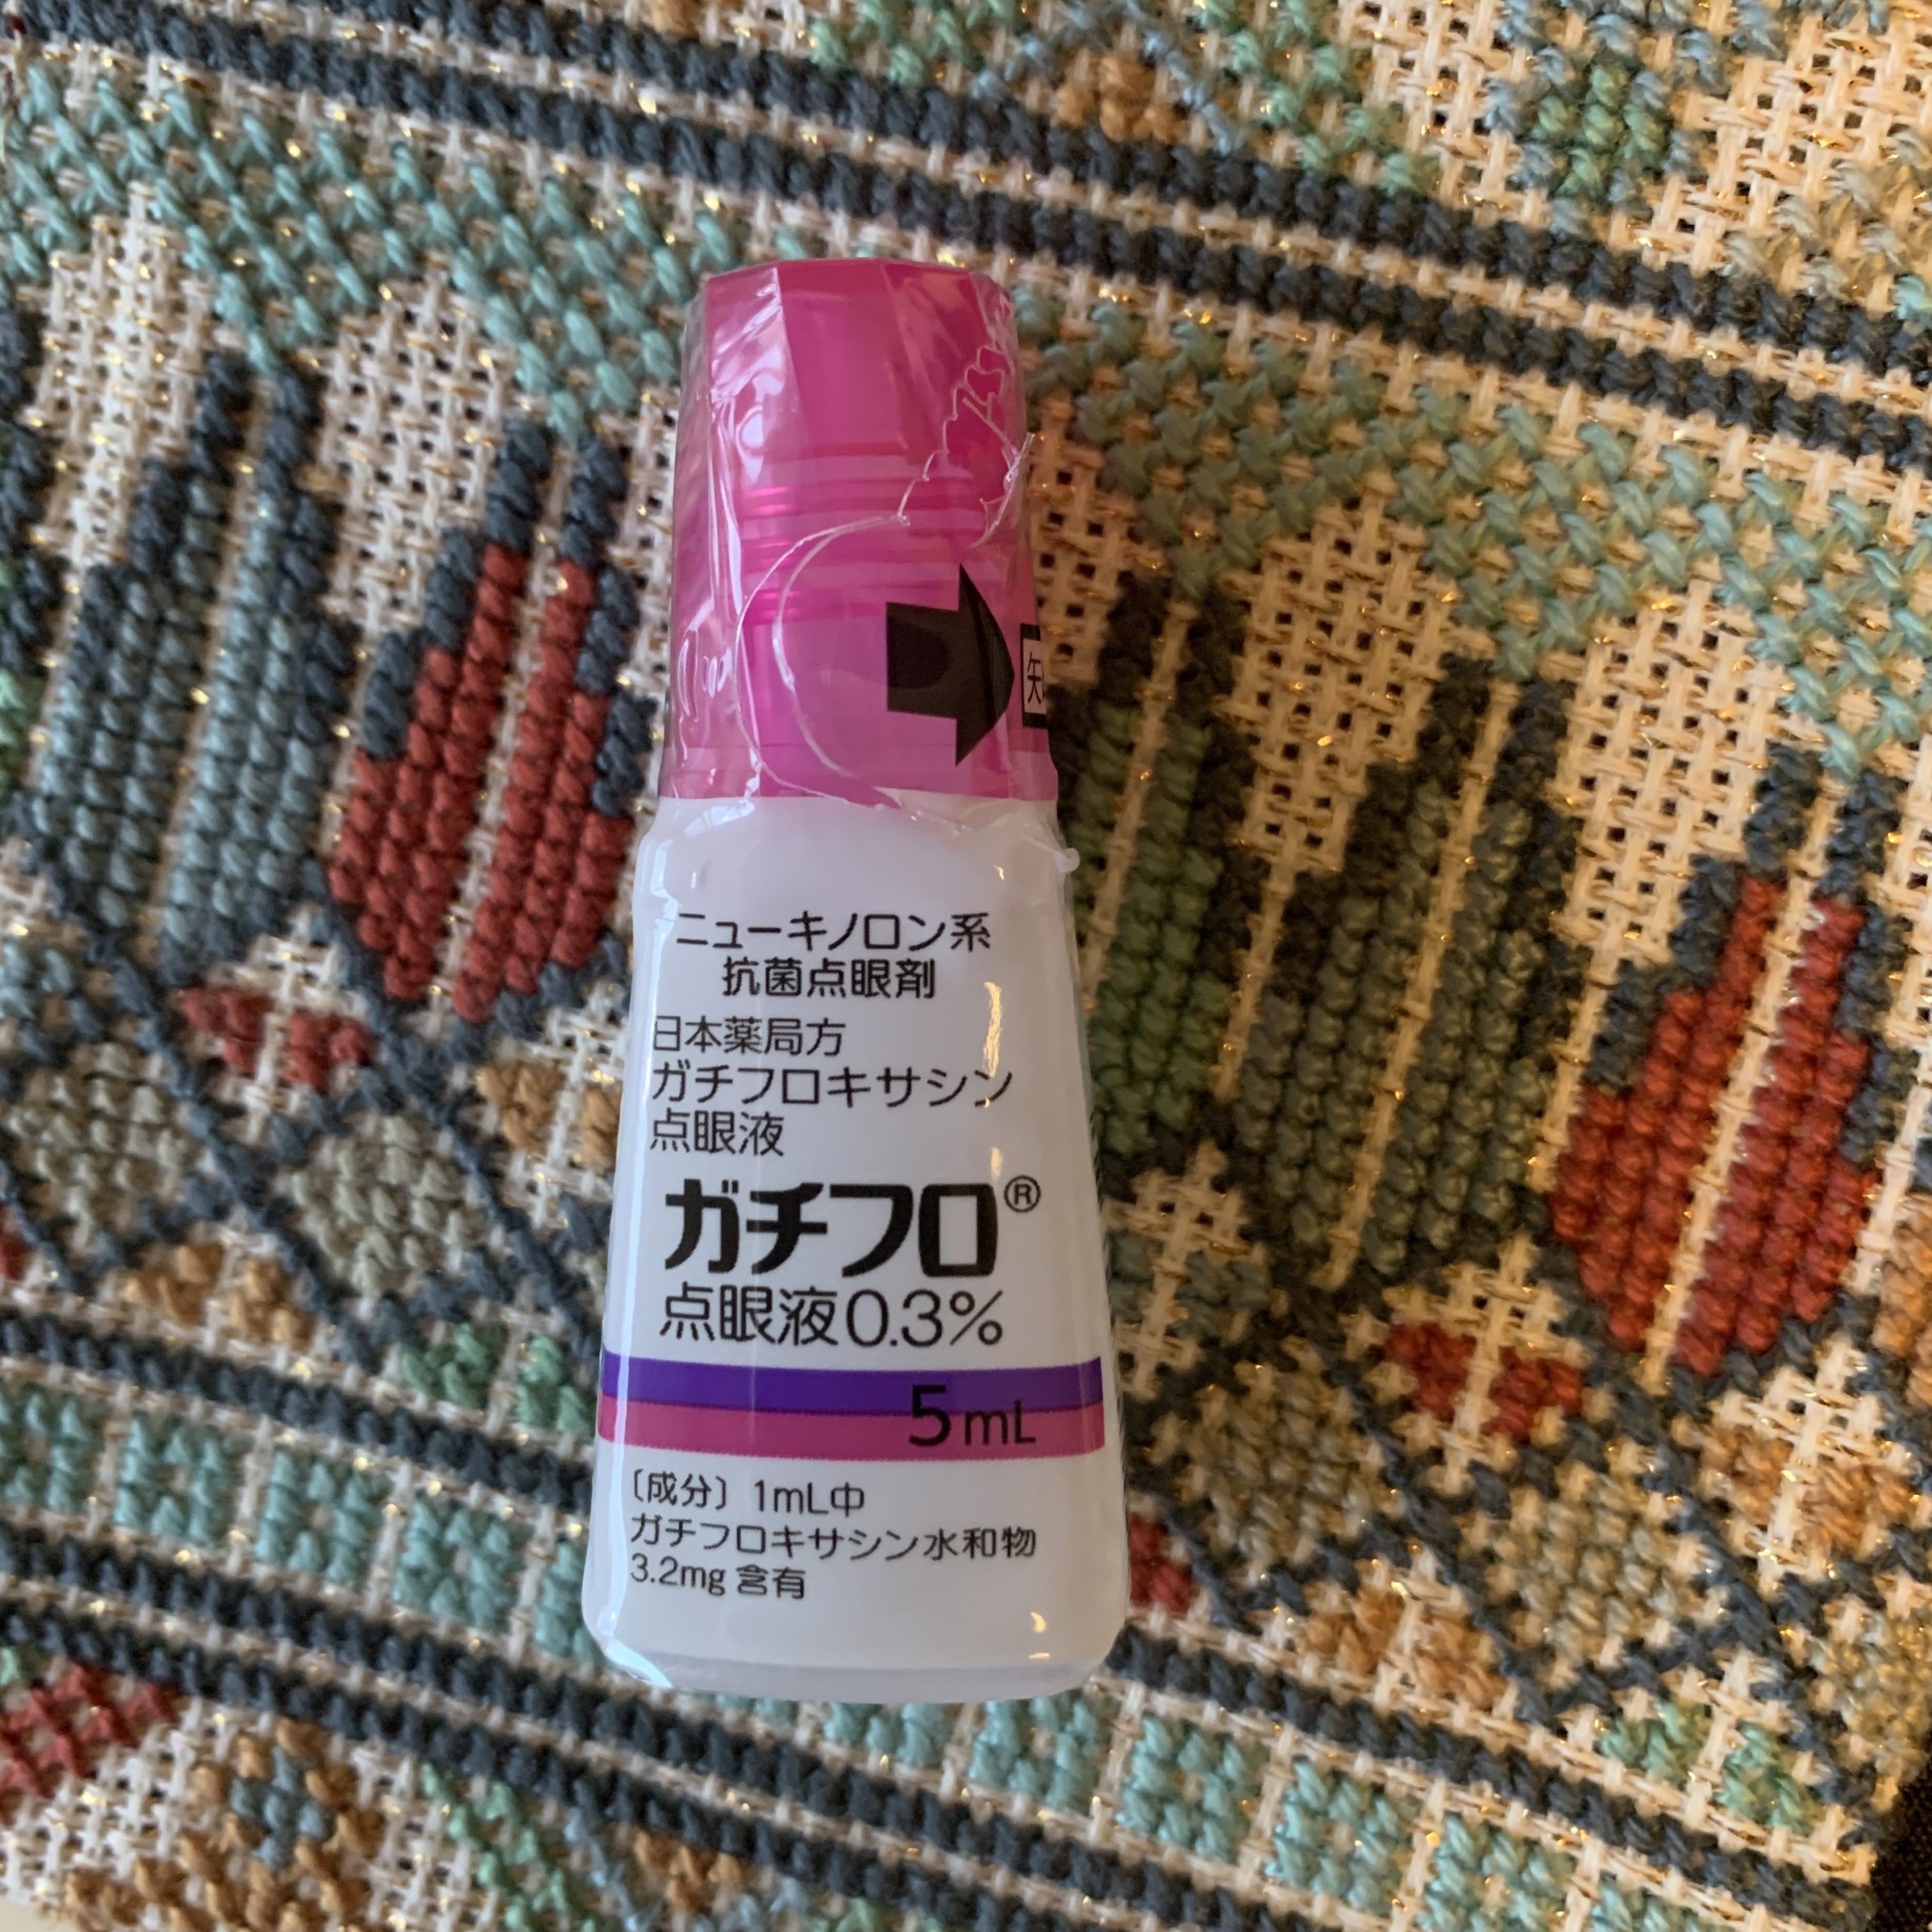 ニューキノロン系
抗菌点眼剤
日本薬局方
ガチフロキサシン
点眼液
ガチフロ®
点眼液0.3%
5mL
〔成分〕1mL中
ガチフロキサシン水和物
3.2mg含有